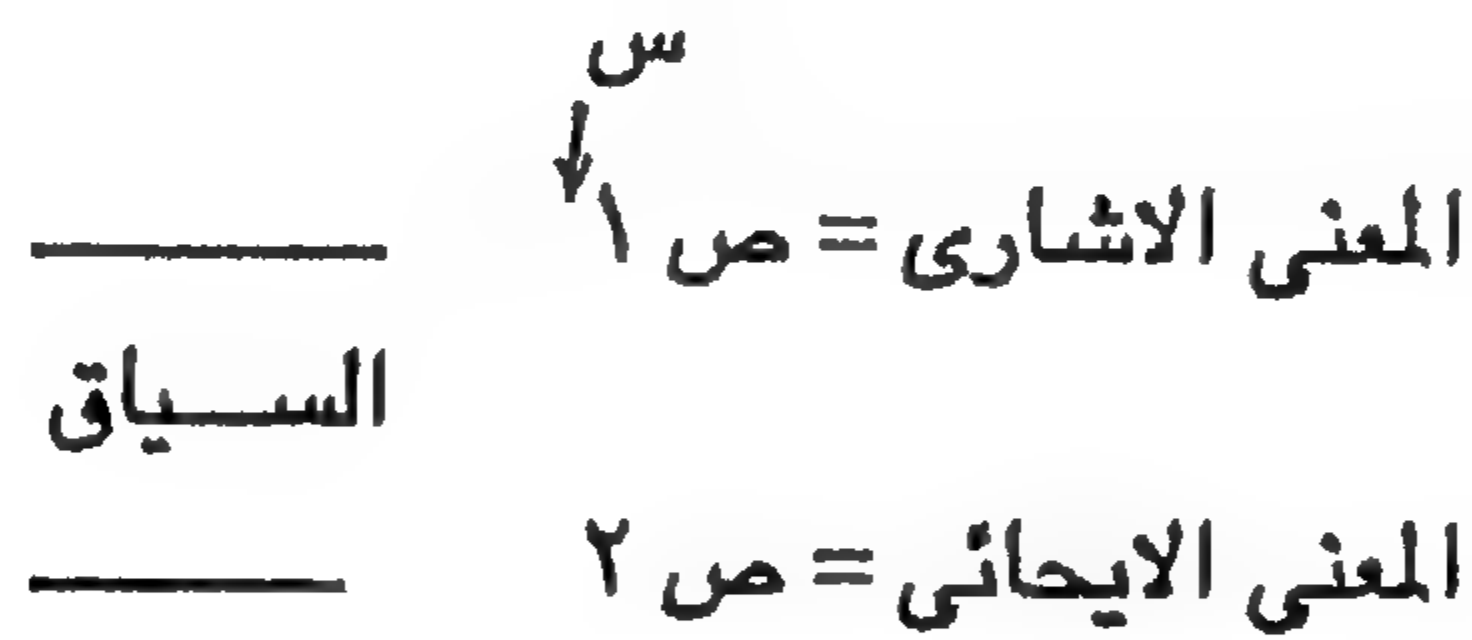 س
المعنى الاشارى = ص ١
السياق
المعنى الايحائى = ص ٢